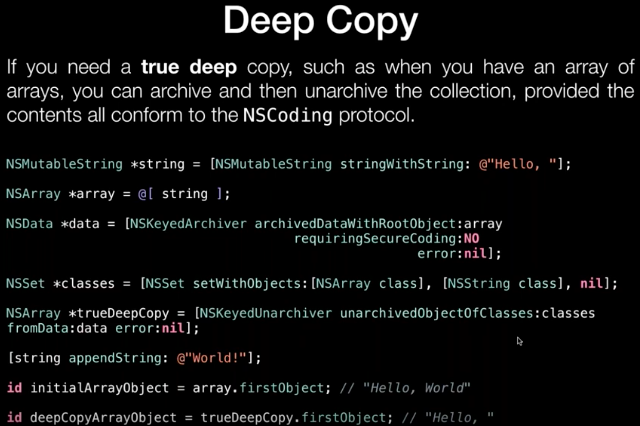 Deep Copy
If you need a true deep copy, such as when you have an array of
arrays, you can archive and then unarchive the collection, provided the
contents all conform to the NSCoding protocol.
NSMutableString *string = [NSMutableString stringWithString: @"Hello, "];
NSArray *array = @[ string ];
NSData *data = [NSKeyedArchiver archivedDataWithRootObject:array
requiringSecureCoding:NO
error:nil];
NSSet *classes = [NSSet setWithObjects:[NSArray class], [NSString class], nil];
NSArray *trueDeepCopy = [NSKeyedUnarchiver unarchivedObjectOfClasses:classes
fromData:data error:nil];
[string appendString: @"World!"];
id initialArrayObject = array.firstObject; // "Hello, World"
id deepCopyArrayObject = trueDeepCopy.firstObject; // "Hello, "